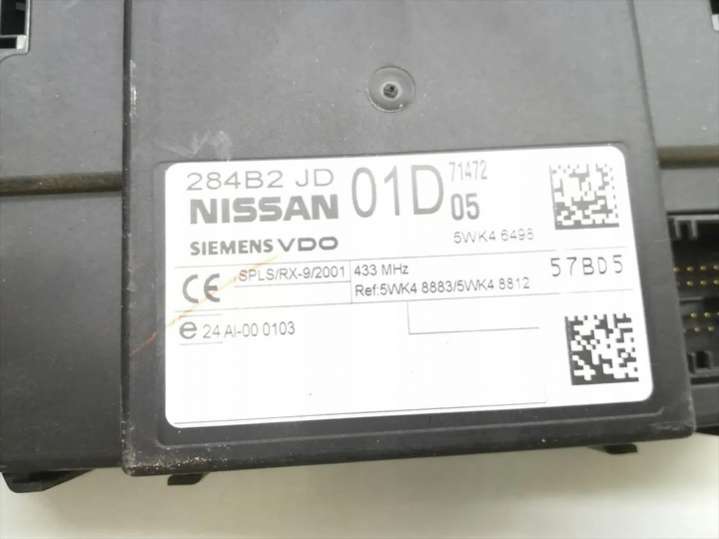 284B2 JD 01D 71472
NISSAN 05
SIEMENS VDO 5WK4 6498
CE SPLS/RX-9/2001 433 MHz 57BD5
Ref:5WK4 8883/5WK4 8812
e 24 AI-00 0103